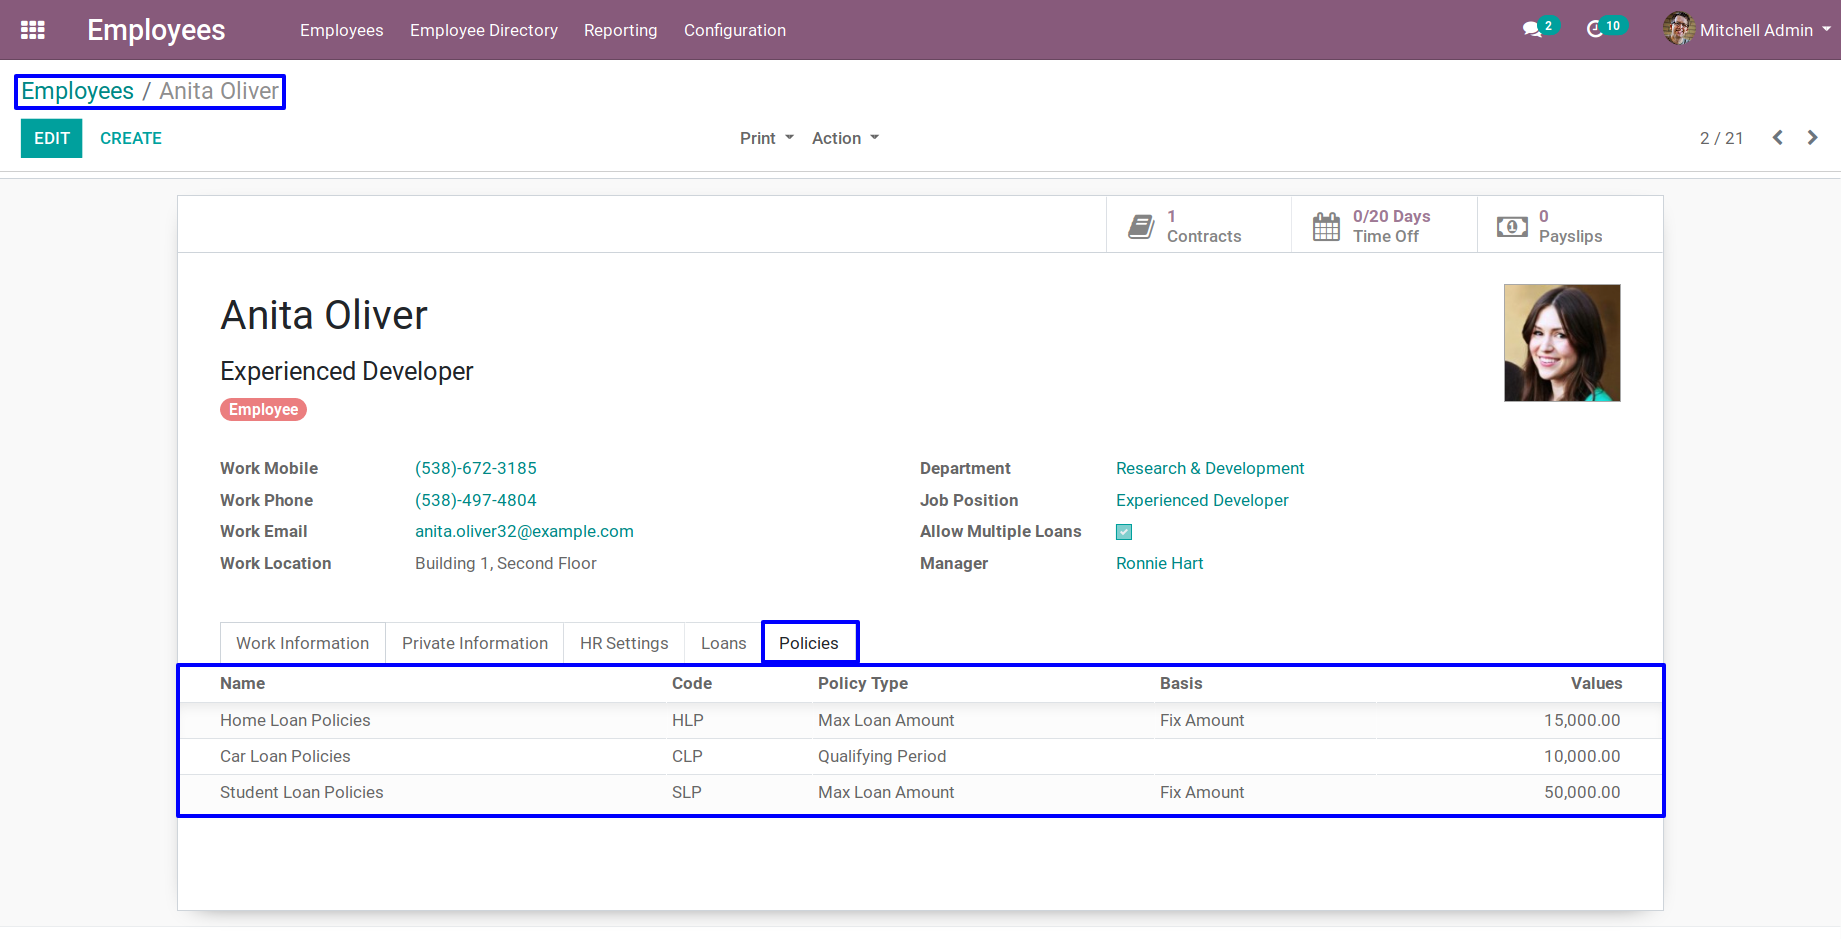 Employees Employees Employee Directory Reporting Configuration 2 10 Mitchell Admin
Employees / Anita Oliver
EDIT CREATE Print Action 2 / 21
1 Contracts
0/20 Days Time Off
0 Payslips
Anita Oliver
Experienced Developer
Employee
Work Mobile (538)-672-3185
Work Phone (538)-497-4804
Work Email anita.oliver32@example.com
Work Location Building 1, Second Floor
Department Research & Development
Job Position Experienced Developer
Allow Multiple Loans
Manager Ronnie Hart
Work Information Private Information HR Settings Loans Policies
Name Code Policy Type Basis Values
Home Loan Policies HLP Max Loan Amount Fix Amount 15,000.00
Car Loan Policies CLP Qualifying Period 10,000.00
Student Loan Policies SLP Max Loan Amount Fix Amount 50,000.00